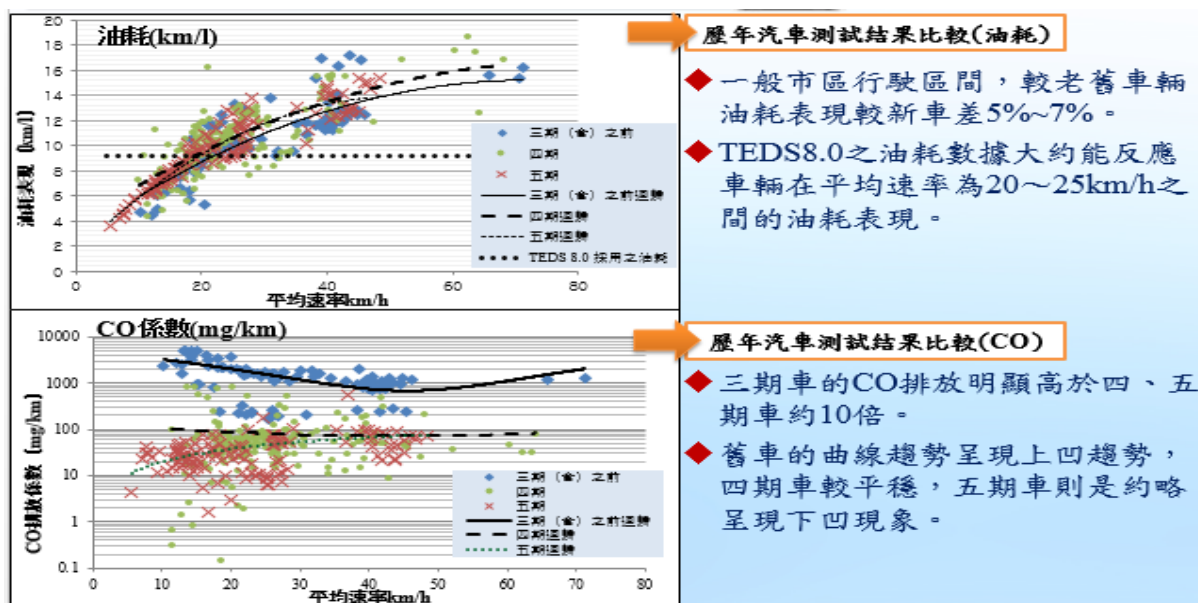 油耗(km/l)
20
18
16
14
12
10
8
6
4
2
0
油耗表現 (km/l)
三期(含)之前
四期
五期
三期(含)之前迴歸
四期迴歸
五期迴歸
TEDS 8.0 採用之油耗
0
20
40
60
80
平均速率km/h
歷年汽車測試結果比較(油耗)
一般市區行駛區間，較老舊車輛
油耗表現較新車差5%~7%。
TEDS8.0之油耗數據大約能反應
車輛在平均速率為20～25km/h之
間的油耗表現。
CO係數(mg/km)
10000
1000
100
10
1
0.1
CO排放係數 (mg/km)
三期(含)之前
四期
五期
三期(含)之前迴歸
四期迴歸
五期迴歸
0
10
20
30
40
50
60
70
80
平均速率km/h
歷年汽車測試結果比較(CO)
三期車的CO排放明顯高於四、五
期車約10倍。
舊車的曲線趨勢呈現上凹趨勢，
四期車較平穩，五期車則是約略
呈現下凹現象。